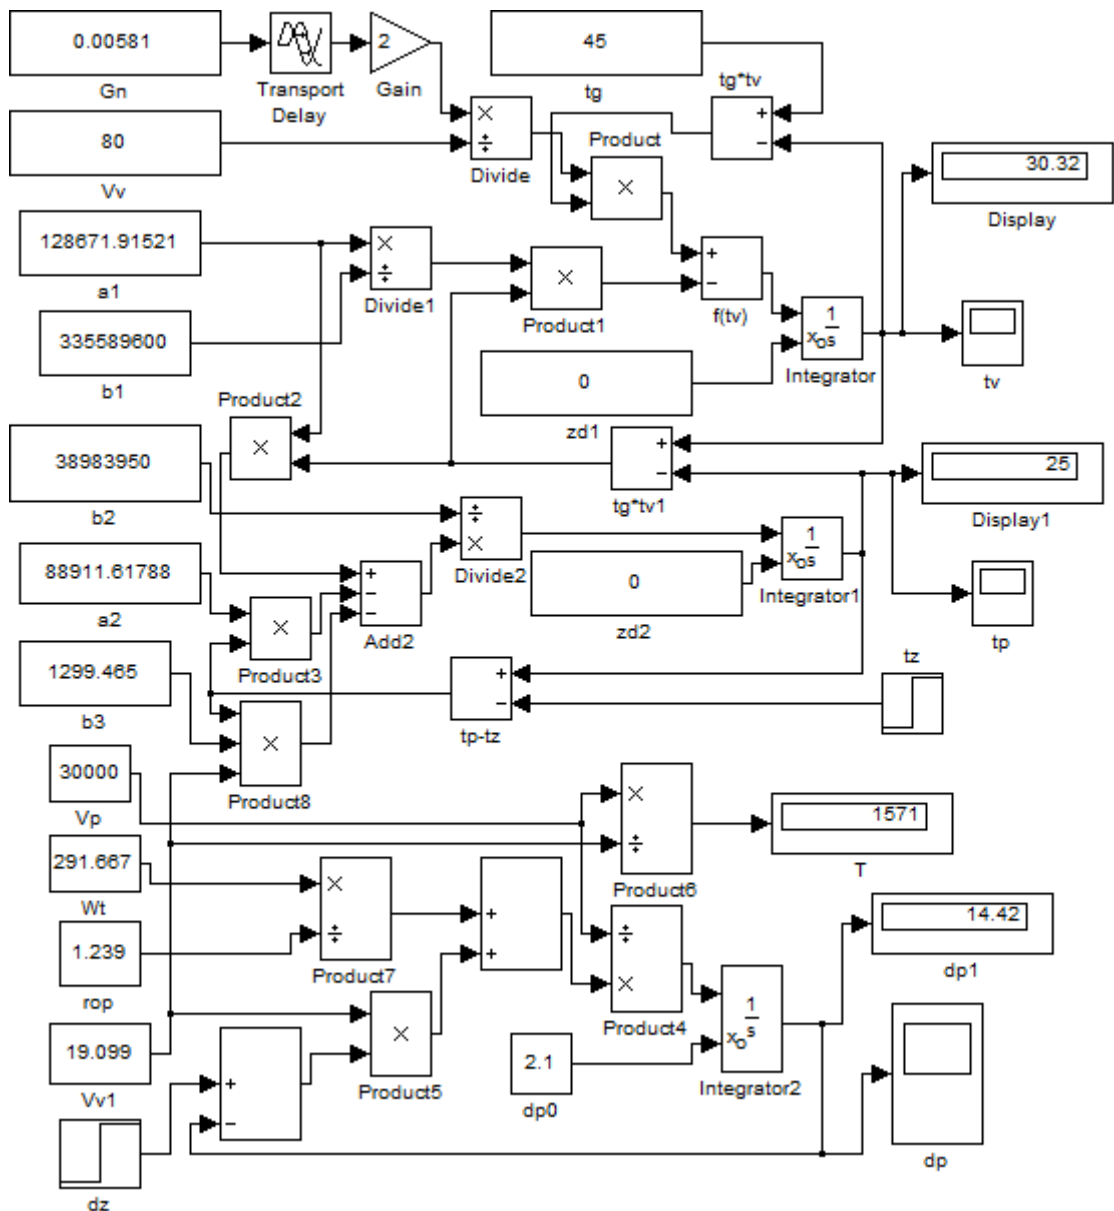 0.00581
Gn
Transport
Delay
2
Gain
45
tg
tg*tv
+
−
80
Vv
×
÷
Divide
Product
×
30.32
Display
128671.91521
a1
×
÷
Divide1
×
Product1
+
−
f(tv)
1
s
xo
Integrator
tv
335589600
b1
0
zd1
Product2
×
38983950
b2
+
−
tg*tv1
25
Display1
÷
×
Divide2
0
zd2
1
s
xo
Integrator1
tp
88911.61788
a2
+
−
−
Add2
×
Product3
1299.465
b3
×
Product8
+
−
tp-tz
tz
30000
Vp
×
÷
Product6
1571
T
291.667
Wt
×
÷
Product7
+
+
÷
×
Product4
14.42
dp1
1.239
rop
19.099
Vv1
×
Product5
2.1
dp0
1
s
xo
Integrator2
dp
+
−
dz